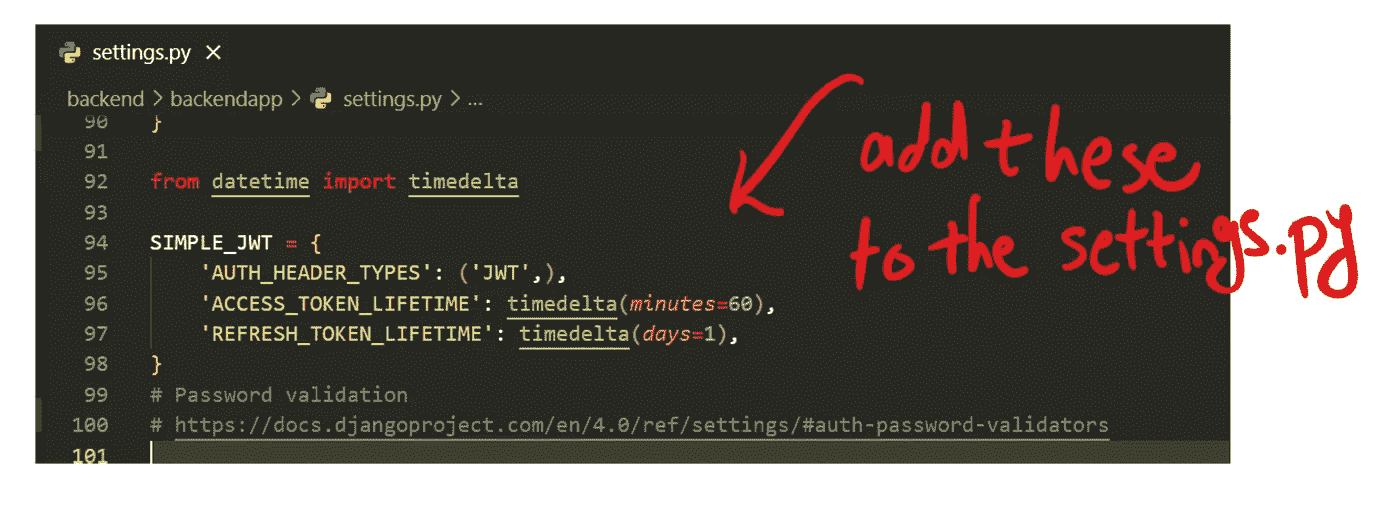 settings.py ×
backend > backendapp > settings.py > ...
90 }
91
92 from datetime import timedelta
93
94 SIMPLE_JWT = {
95     'AUTH_HEADER_TYPES': ('JWT',),
96     'ACCESS_TOKEN_LIFETIME': timedelta(minutes=60),
97     'REFRESH_TOKEN_LIFETIME': timedelta(days=1),
98 }
99 # Password validation
100 # https://docs.djangoproject.com/en/4.0/ref/settings/#auth-password-validators
101
add these
to the settings.py